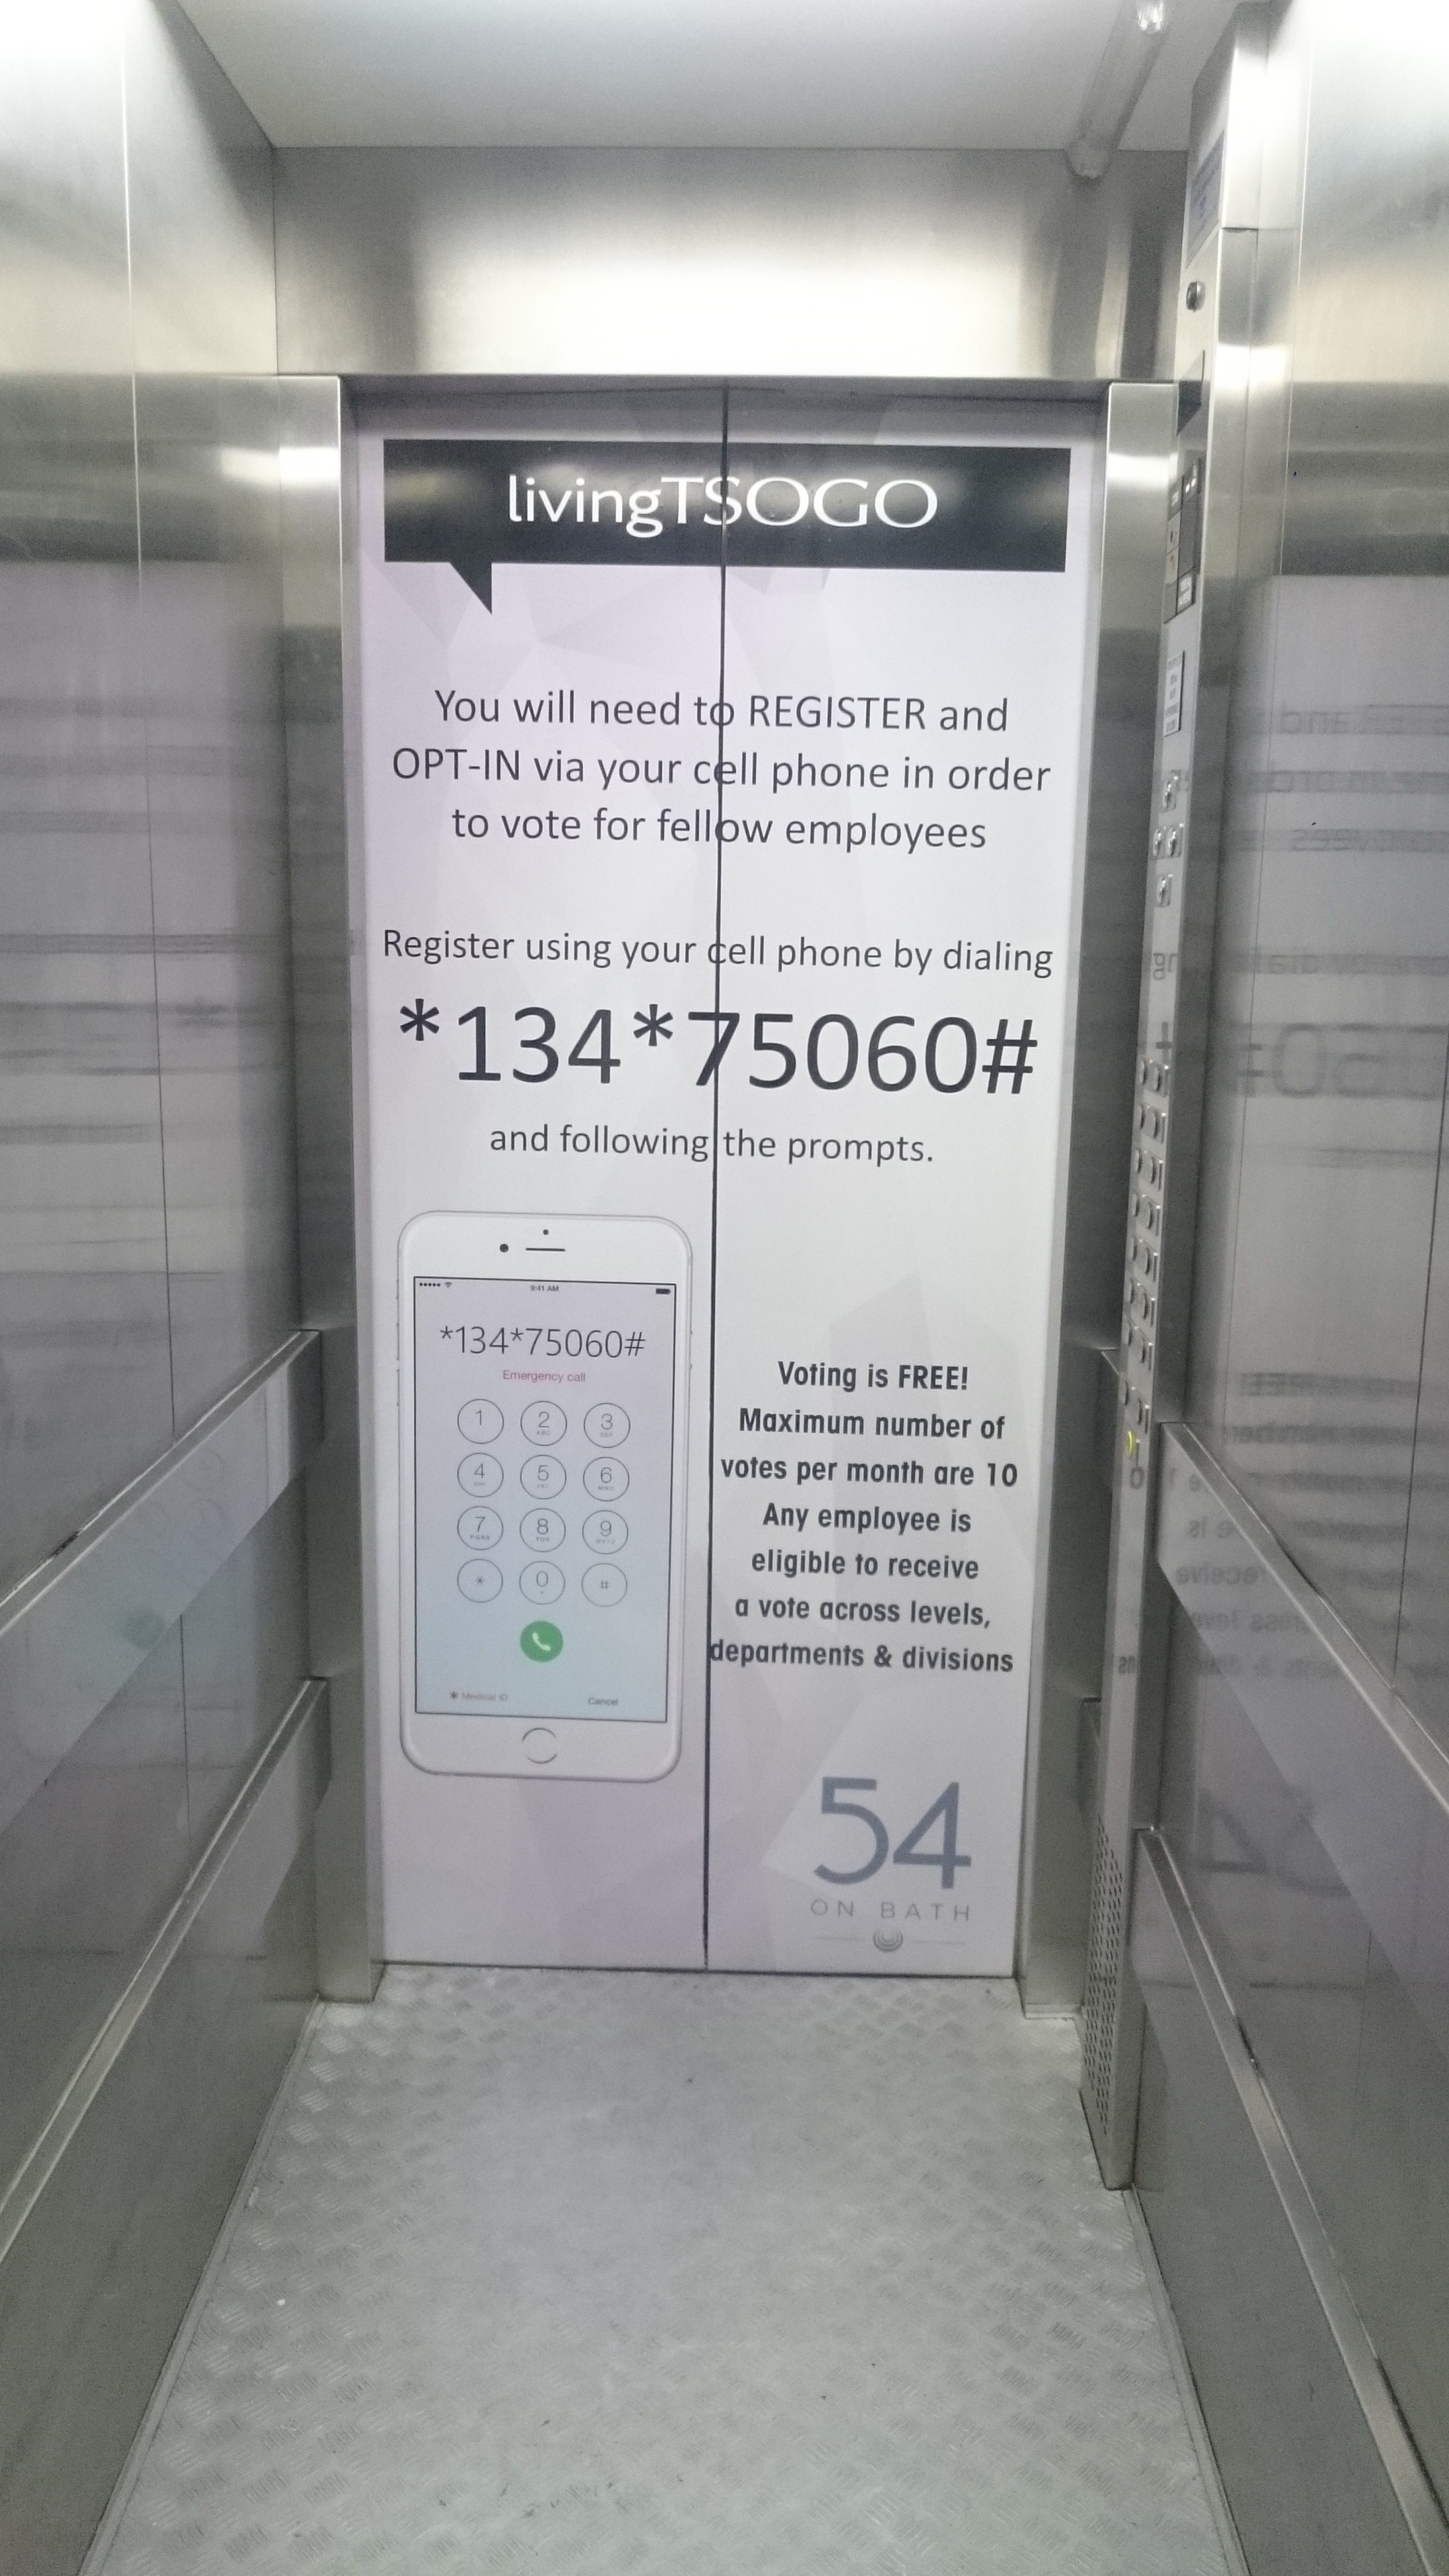 livingTSOGO
You will need to REGISTER and
OPT-IN via your cell phone in order
to vote for fellow employees
Register using your cell phone by dialing
*134*75060#
and following the prompts.
9:41 AM
*134*75060#
Emergency call
1
2
ABC
3
DEF
4
GHI
5
JKL
6
MNO
7
PQRS
8
TUV
9
WXYZ
*
0
+
#
* Medical ID
Cancel
Voting is FREE!
Maximum number of
votes per month are 10
Any employee is
eligible to receive
a vote across levels,
departments & divisions
54
ON BATH